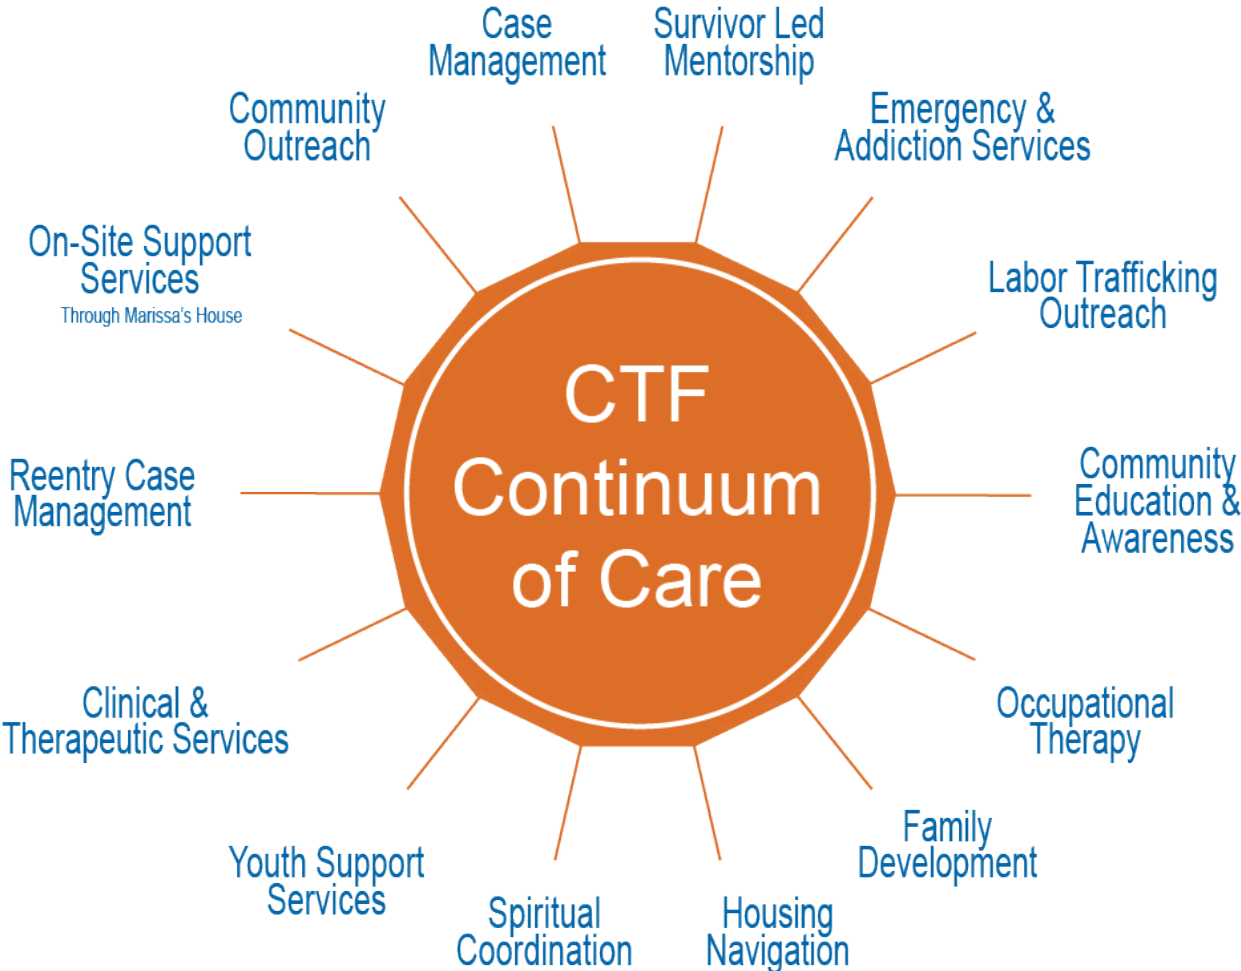 Case
Management
Survivor Led
Mentorship
Community
Outreach
Emergency &
Addiction Services
On-Site Support
Services
Through Marissa's House
Labor Trafficking
Outreach
CTF
Continuum
of Care
Reentry Case
Management
Community
Education &
Awareness
Clinical &
Therapeutic Services
Occupational
Therapy
Youth Support
Services
Family
Development
Spiritual
Coordination
Housing
Navigation